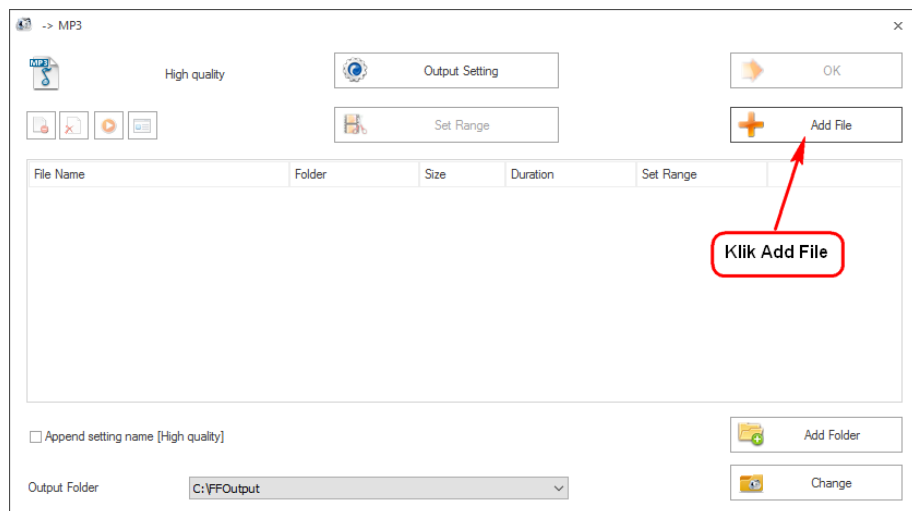 -> MP3
MP3
High quality
Output Setting
OK
Set Range
Add File
File Name
Folder
Size
Duration
Set Range
Klik Add File
Append setting name [High quality]
Add Folder
Output Folder
C:\FFOutput
Change